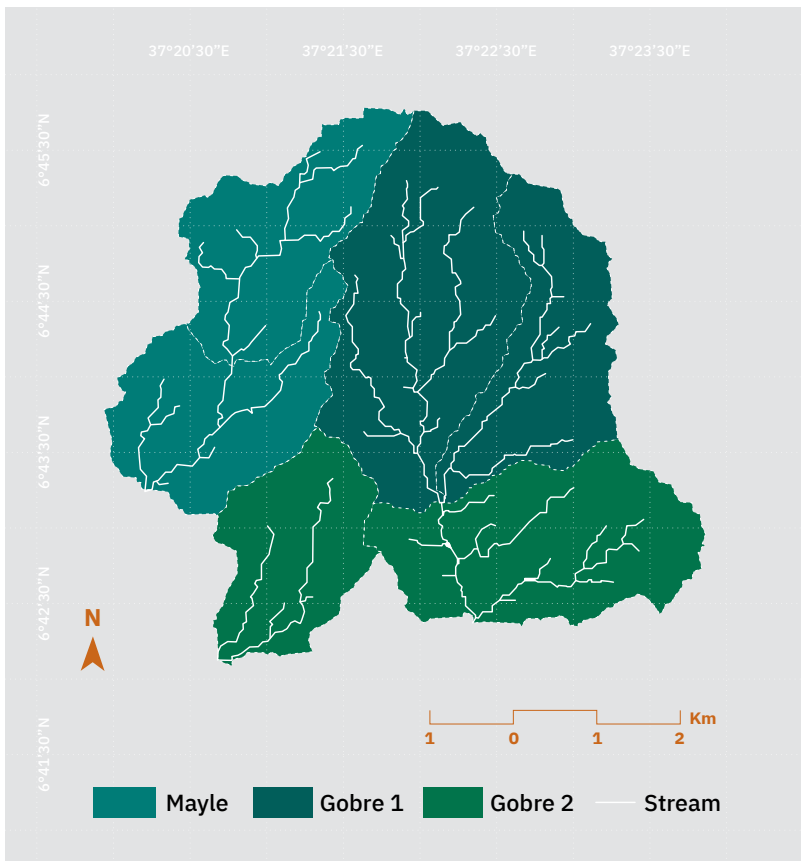 37°20’30”E 37°21’30”E 37°22’30”E 37°23’30”E
6°45’30”N
6°44’30”N
6°43’30”N
6°42’30”N
6°41’30”N
N
Km
1 0 1 2
Mayle Gobre 1 Gobre 2 Stream